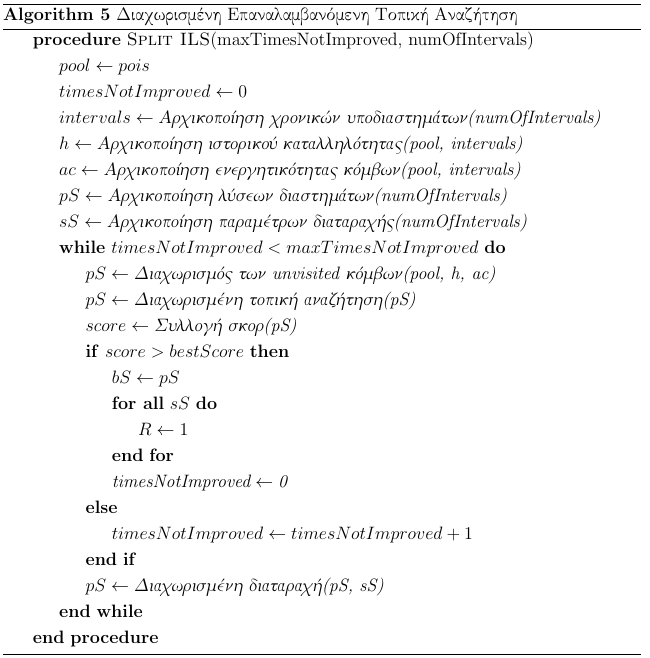 Algorithm 5 Διαχωρισμένη Επαναλαμβανόμενη Τοπική Αναζήτηση
procedure SPLIT ILS(maxTimesNotImproved, numOfIntervals)
pool ← pois
timesNotImproved ← 0
intervals ← Αρχικοποίηση χρονικών υποδιαστημάτων(numOfIntervals)
h ← Αρχικοποίηση ιστορικού καταλληλότητας(pool, intervals)
ac ← Αρχικοποίηση ενεργητικότητας κόμβων(pool, intervals)
pS ← Αρχικοποίηση λύσεων διαστημάτων(numOfIntervals)
sS ← Αρχικοποίηση παραμέτρων διαταραχής(numOfIntervals)
while timesNotImproved < maxTimesNotImproved do
pS ← Διαχωρισμός των unvisited κόμβων(pool, h, ac)
pS ← Διαχωρισμένη τοπική αναζήτηση(pS)
score ← Συλλογή σκορ(pS)
if score > bestScore then
bS ← pS
for all sS do
R ← 1
end for
timesNotImproved ← 0
else
timesNotImproved ← timesNotImproved + 1
end if
pS ← Διαχωρισμένη διαταραχή(pS, sS)
end while
end procedure